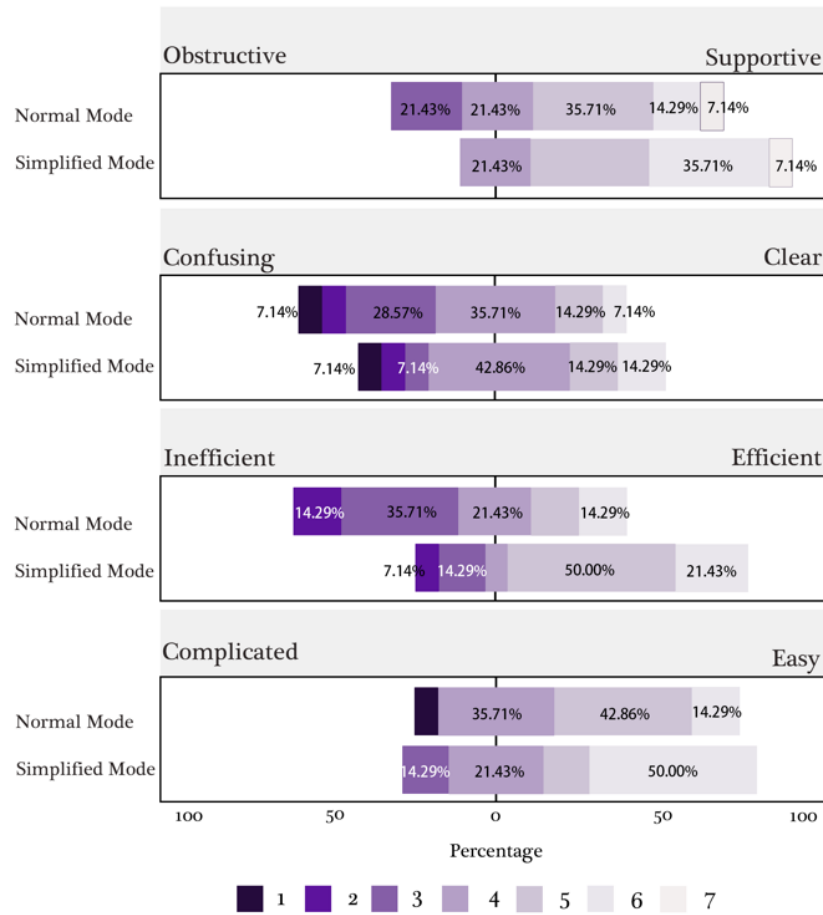 Obstructive Supportive
Normal Mode 21.43% 21.43% 35.71% 14.29% 7.14%
Simplified Mode 21.43% 35.71% 7.14%
Confusing Clear
Normal Mode 7.14% 28.57% 35.71% 14.29% 7.14%
Simplified Mode 7.14% 7.14% 42.86% 14.29% 14.29%
Inefficient Efficient
Normal Mode 14.29% 35.71% 21.43% 14.29%
Simplified Mode 7.14% 14.29% 50.00% 21.43%
Complicated Easy
Normal Mode 35.71% 42.86% 14.29%
Simplified Mode 14.29% 21.43% 50.00%
100 50 0 50 100
Percentage
1 2 3 4 5 6 7